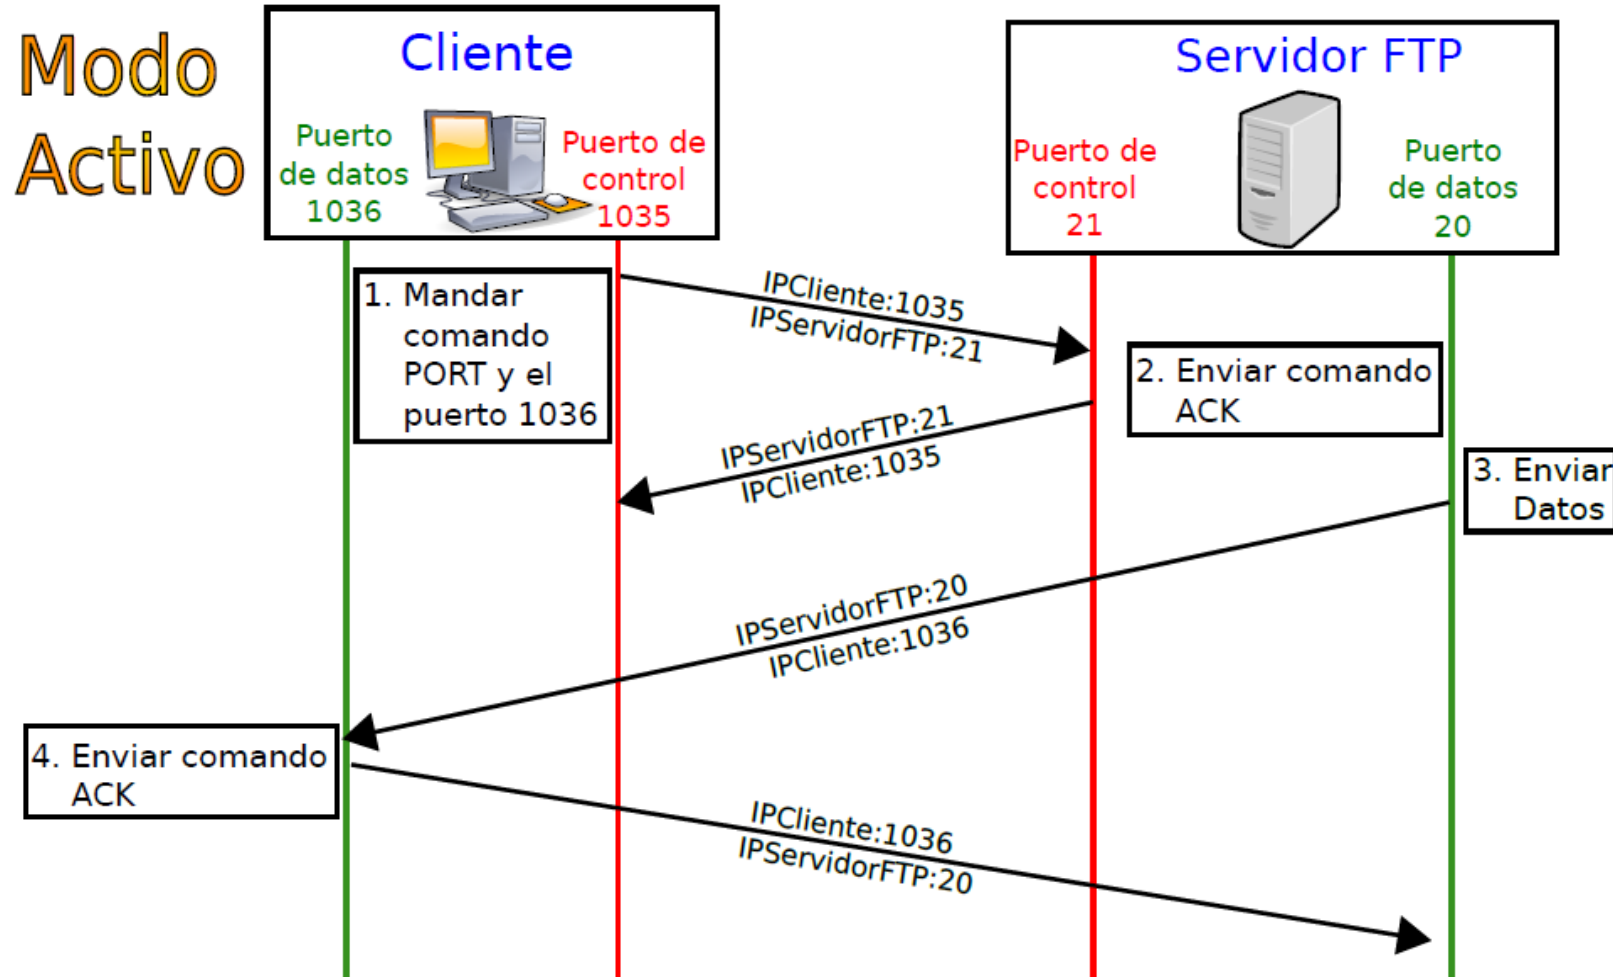 Modo
Activo
Cliente
Puerto
de datos
1036
Puerto de
control
1035
Servidor FTP
Puerto de
control
21
Puerto
de datos
20
1. Mandar
comando
PORT y el
puerto 1036
IPCliente:1035
IPServidorFTP:21
2. Enviar comando
ACK
IPServidorFTP:21
IPCliente:1035
3. Enviar
Datos
IPServidorFTP:20
IPCliente:1036
4. Enviar comando
ACK
IPCliente:1036
IPServidorFTP:20